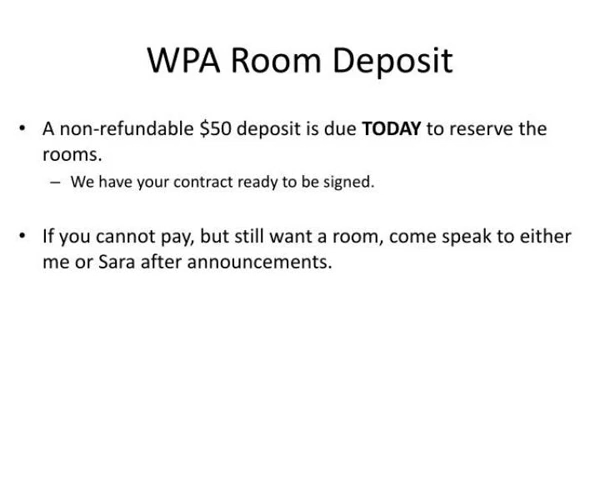 WPA Room Deposit
• A non-refundable $50 deposit is due TODAY to reserve the
rooms.
– We have your contract ready to be signed.
• If you cannot pay, but still want a room, come speak to either
me or Sara after announcements.